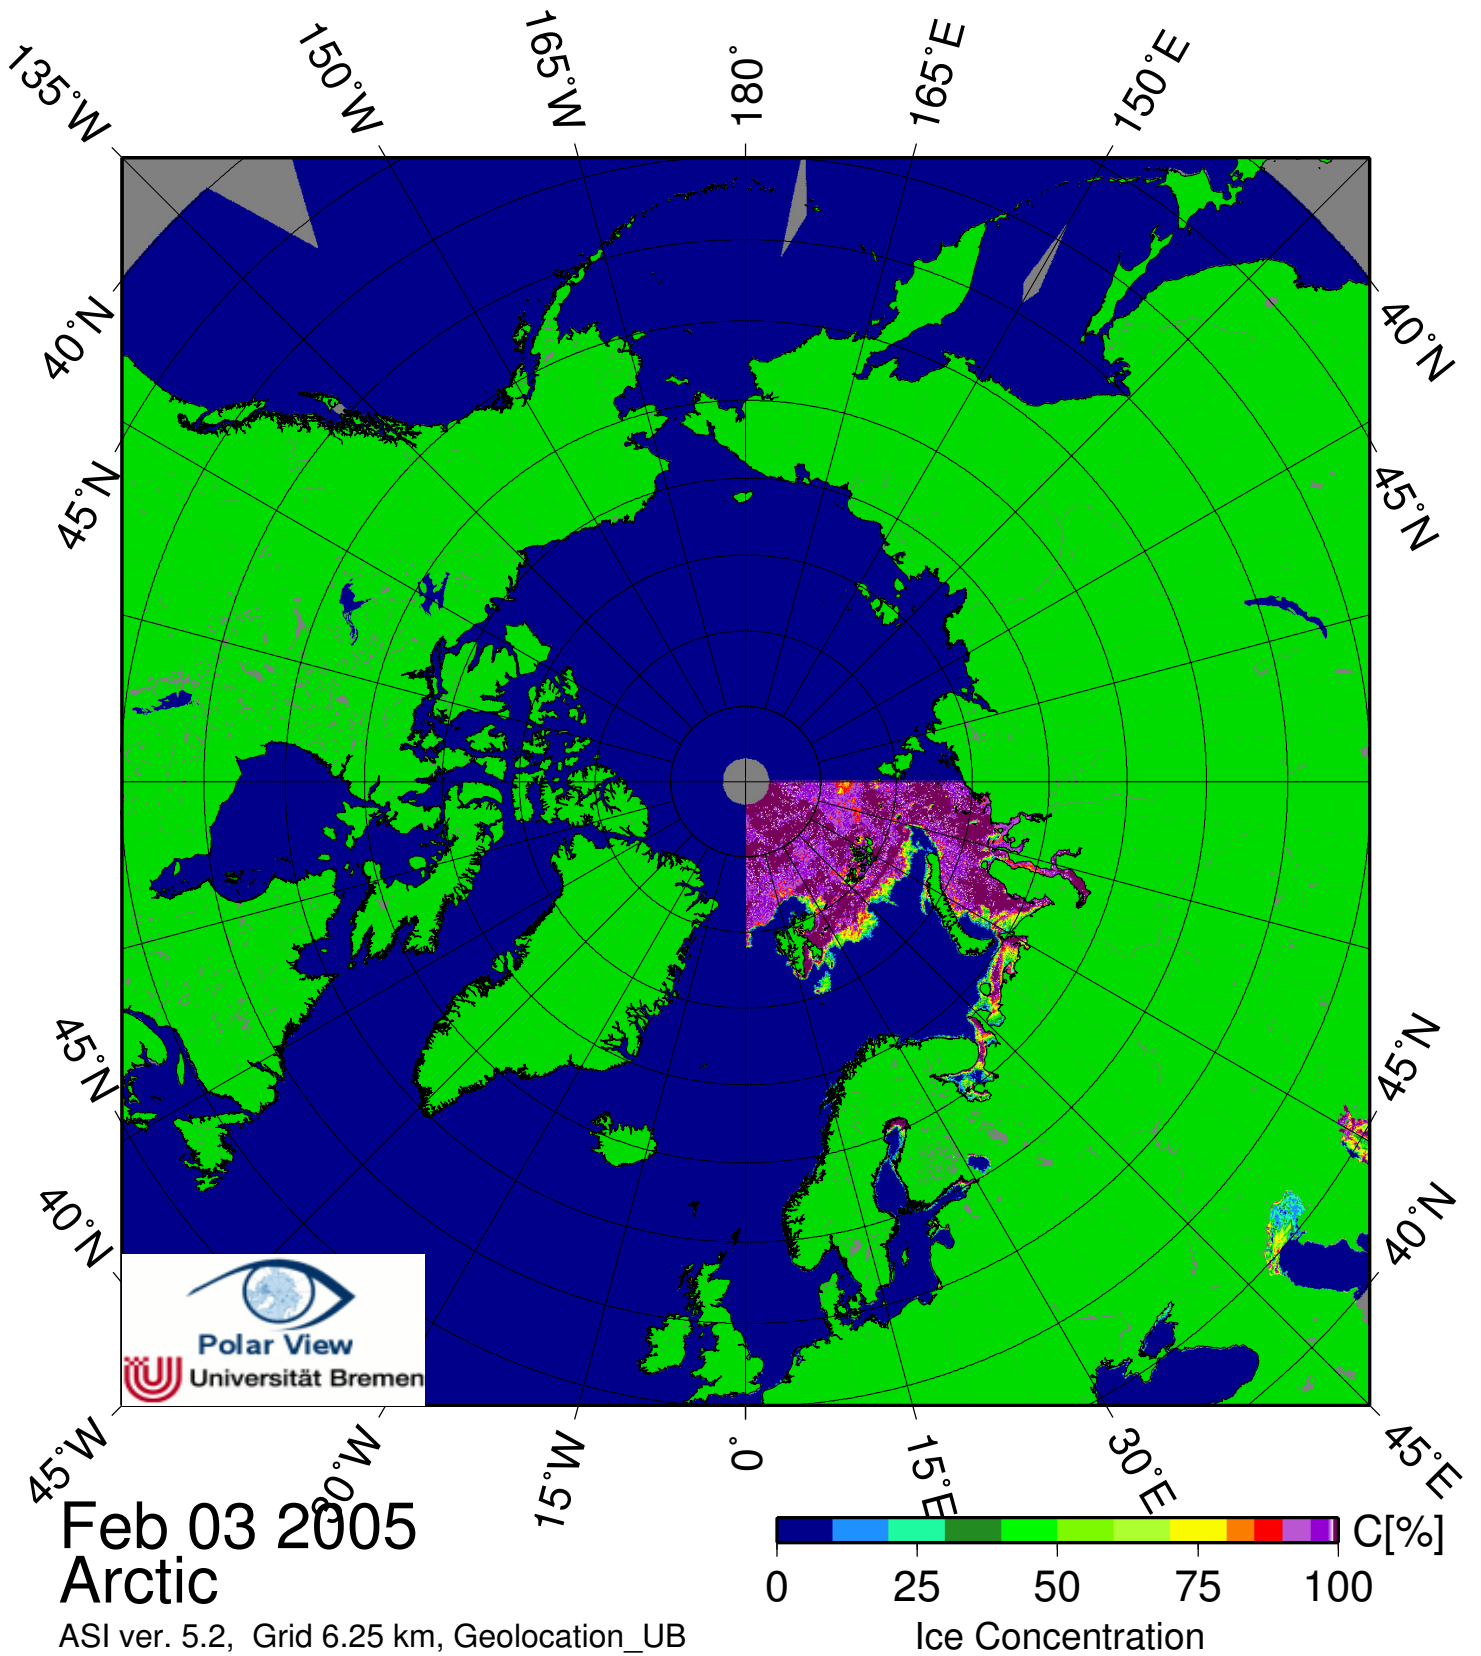 135°W
150°W
165°W
180°
165°E
150°E
40°N
40°N
45°N
45°N
45°N
45°N
40°N
40°N
Polar View
Universität Bremen
45°W
30°W
15°W
0°
15°E
30°E
45°E
Feb 03 2005
Arctic
ASI ver. 5.2, Grid 6.25 km, Geolocation_UB
C[%]
0 25 50 75 100
Ice Concentration